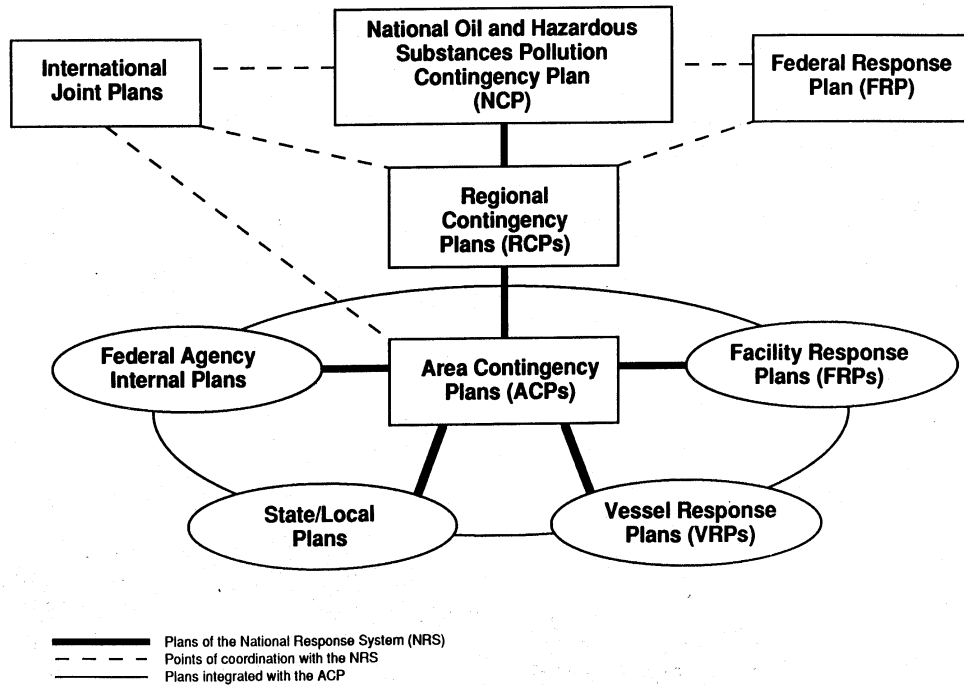 National Oil and Hazardous
Substances Pollution
Contingency Plan
(NCP)
International
Joint Plans
Federal Response
Plan (FRP)
Regional
Contingency
Plans (RCPs)
Federal Agency
Internal Plans
Area Contingency
Plans (ACPs)
Facility Response
Plans (FRPs)
State/Local
Plans
Vessel Response
Plans (VRPs)
Plans of the National Response System (NRS)
Points of coordination with the NRS
Plans integrated with the ACP